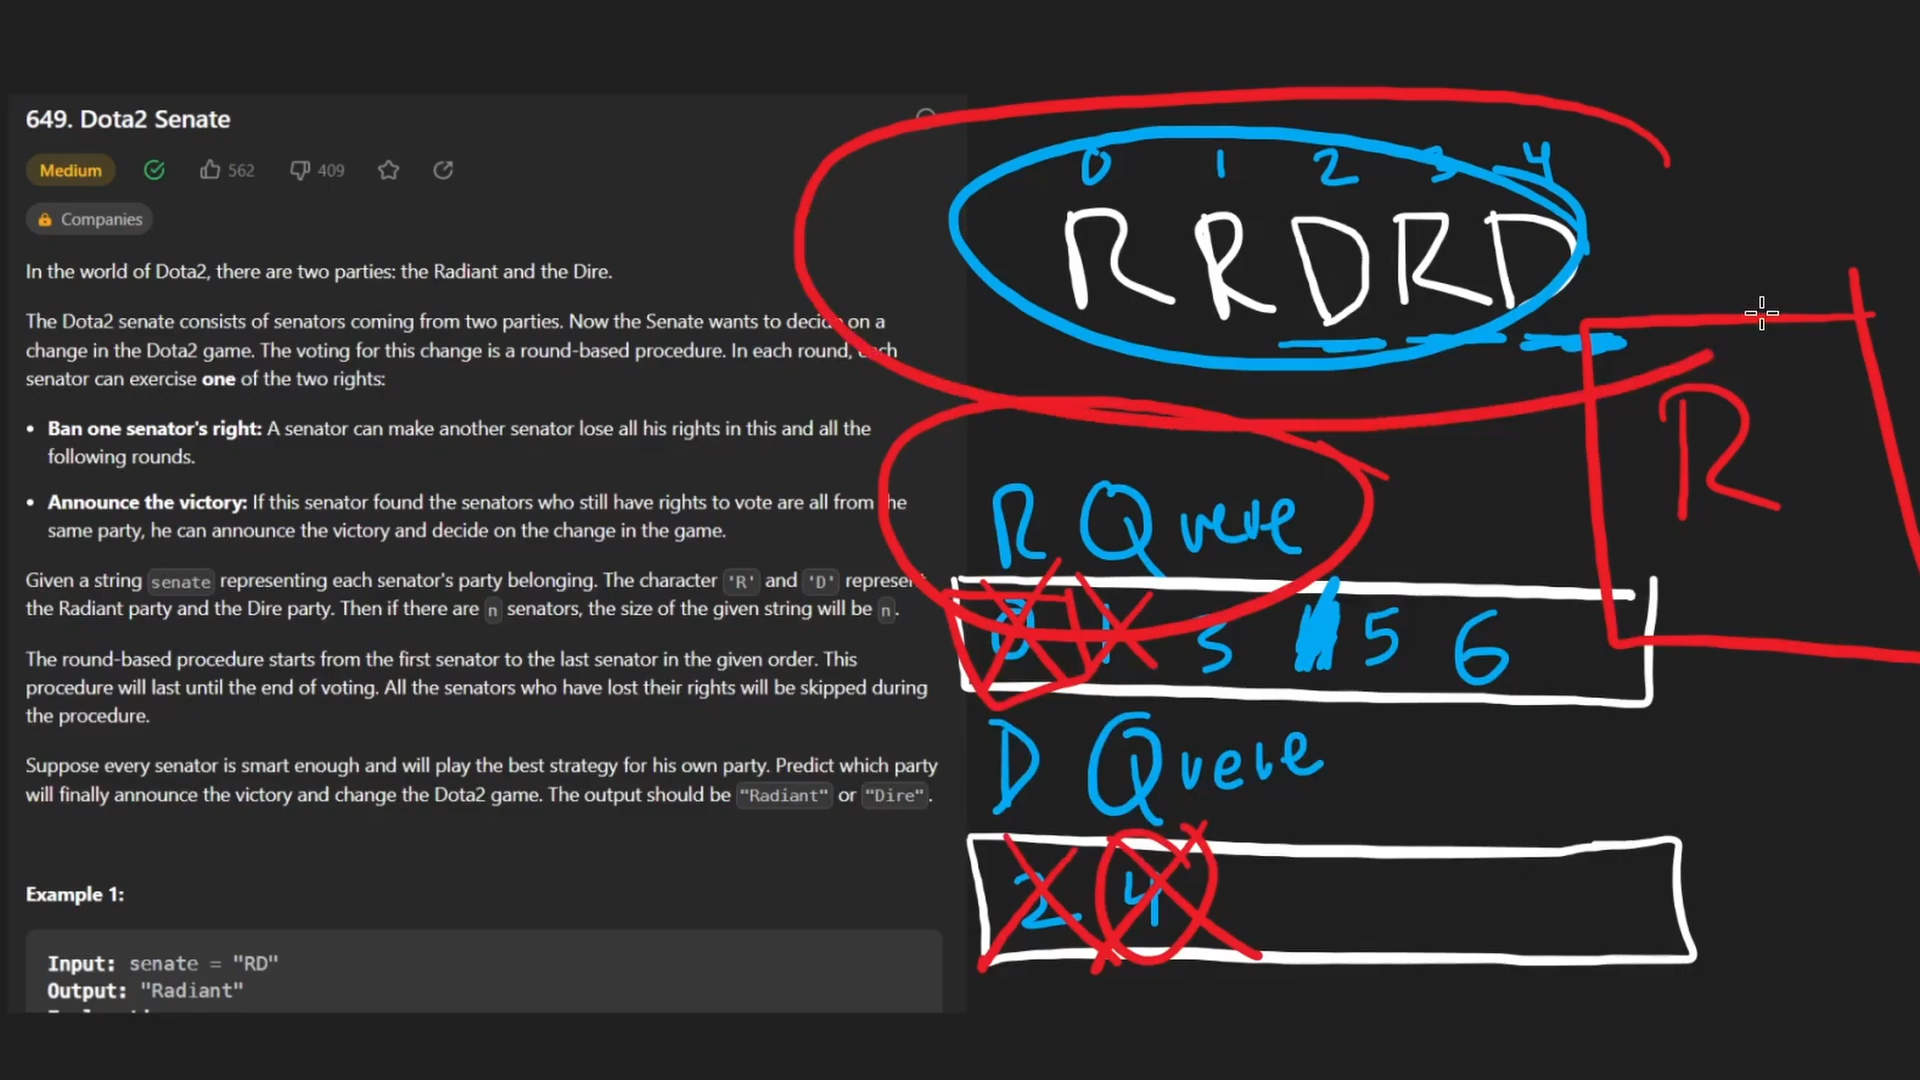 649. Dota2 Senate
Medium 562 409
Companies
In the world of Dota2, there are two parties: the Radiant and the Dire.
The Dota2 senate consists of senators coming from two parties. Now the Senate wants to decide on a
change in the Dota2 game. The voting for this change is a round-based procedure. In each round, each
senator can exercise one of the two rights:
• Ban one senator's right: A senator can make another senator lose all his rights in this and all the
following rounds.
• Announce the victory: If this senator found the senators who still have rights to vote are all from the
same party, he can announce the victory and decide on the change in the game.
Given a string senate representing each senator's party belonging. The character 'R' and 'D' represent
the Radiant party and the Dire party. Then if there are n senators, the size of the given string will be n.
The round-based procedure starts from the first senator to the last senator in the given order. This
procedure will last until the end of voting. All the senators who have lost their rights will be skipped during
the procedure.
Suppose every senator is smart enough and will play the best strategy for his own party. Predict which party
will finally announce the victory and change the Dota2 game. The output should be "Radiant" or "Dire".
Example 1:
Input: senate = "RD"
Output: "Radiant"
0 1 2 3 4
R R D R D
R
R Queue
0 1 5 5 6
D Queue
2 4